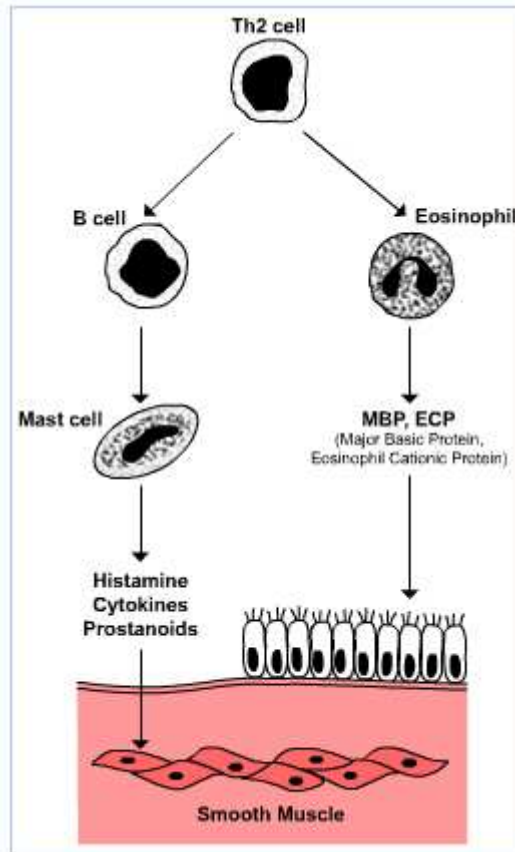 Th2 cell
B cell
Eosinophil
Mast cell
MBP, ECP
(Major Basic Protein,
Eosinophil Cationic Protein)
Histamine
Cytokines
Prostanoids
Smooth Muscle